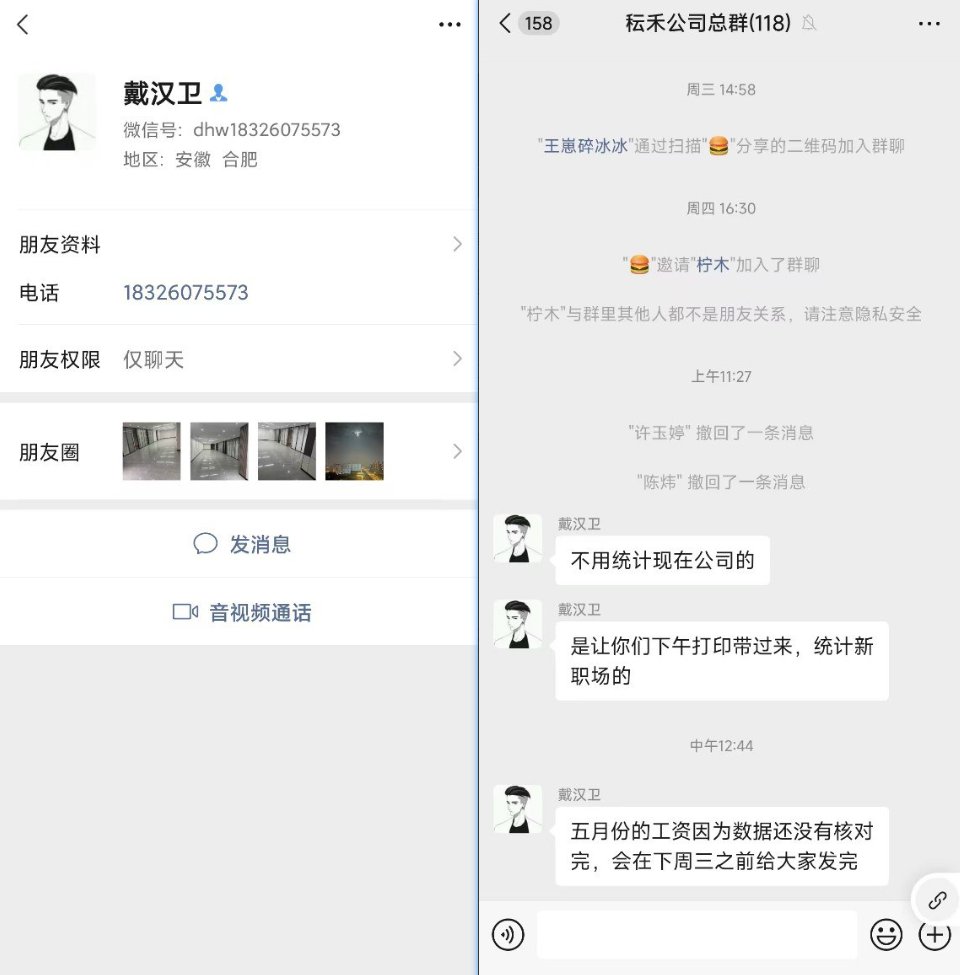 戴汉卫
微信号：dhw18326075573
地区：安徽 合肥
朋友资料
电话 18326075573
朋友权限 仅聊天
朋友圈
发消息
音视频通话
158 耘禾公司总群(118)
周三 14:58
"王崽碎冰冰"通过扫描"🍔"分享的二维码加入群聊
周四 16:30
"🍔"邀请"柠木"加入了群聊
"柠木"与群里其他人都不是朋友关系，请注意隐私安全
上午11:27
"许玉婷" 撤回了一条消息
"陈炜" 撤回了一条消息
戴汉卫
不用统计现在公司的
戴汉卫
是让你们下午打印带过来，统计新
职场的
中午12:44
戴汉卫
五月份的工资因为数据还没有核对
完，会在下周三之前给大家发完